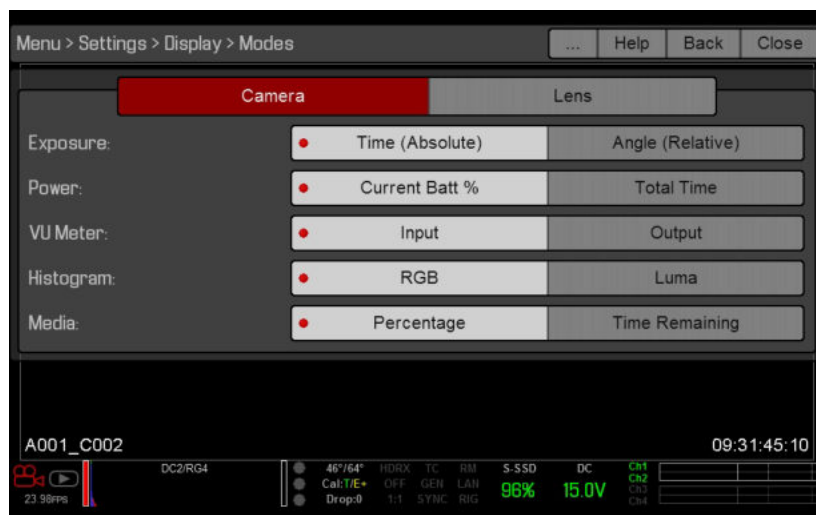 Menu > Settings > Display > Modes ... Help Back Close
Camera Lens
Exposure: Time (Absolute) Angle (Relative)
Power: Current Batt % Total Time
VU Meter: Input Output
Histogram: RGB Luma
Media: Percentage Time Remaining
A001_C002 09:31:45:10
DC2/RG4 46°/64° HDRX TC RM S-SSD DC Ch1
Cal:T/E+ OFF GEN LAN 96% 15.0V Ch2
23.98FPS Drop:0 1:1 SYNC RIG Ch3
Ch4